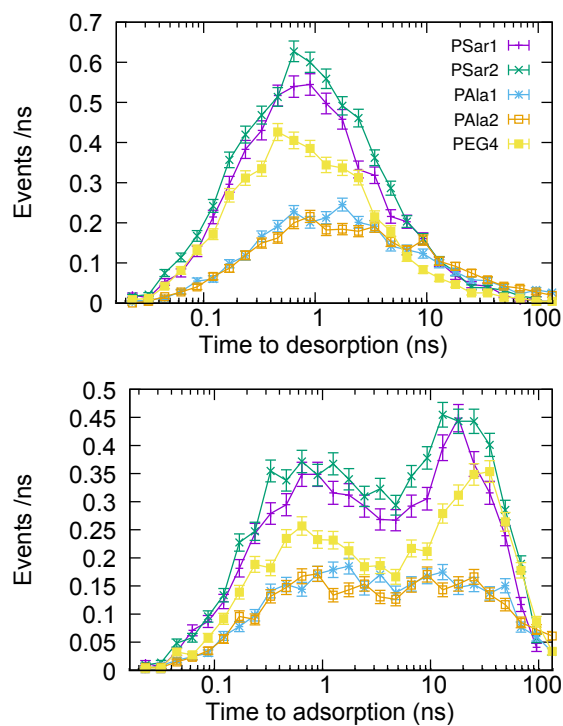 0.7
0.6
0.5
0.4
0.3
0.2
0.1
0
Events /ns
PSar1
PSar2
PAla1
PAla2
PEG4
0.1 1 10 100
Time to desorption (ns)
0.5
0.45
0.4
0.35
0.3
0.25
0.2
0.15
0.1
0.05
0
Events /ns
0.1 1 10 100
Time to adsorption (ns)